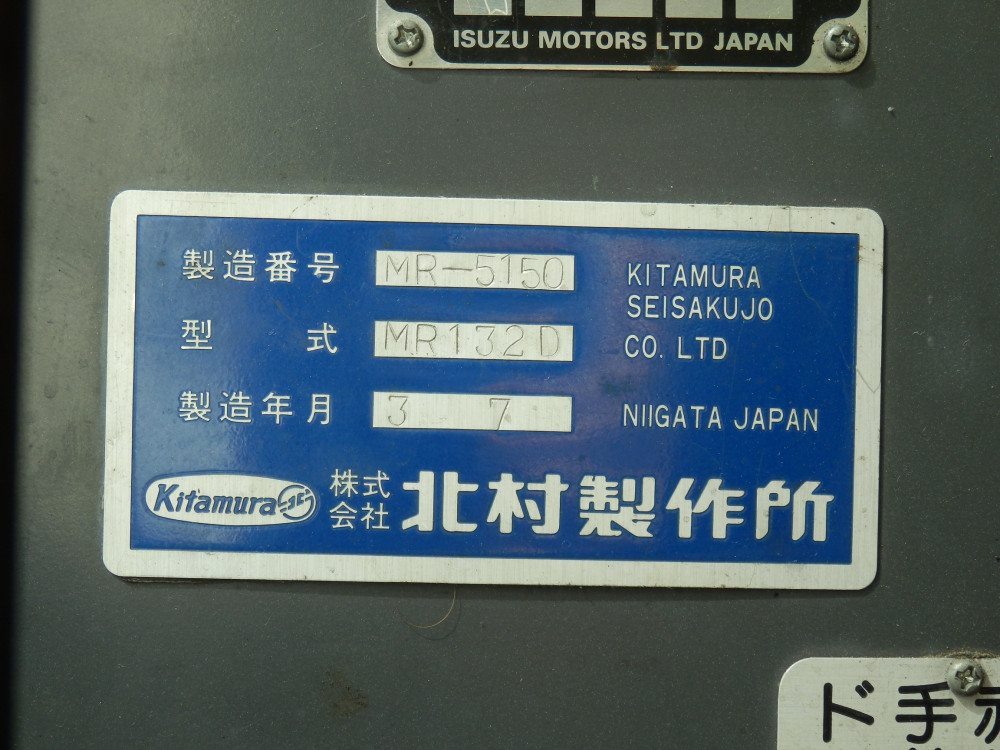 ISUZU MOTORS LTD JAPAN
製造番号 MR-5150
型式 MR132D
製造年月 3 7
KITAMURA
SEISAKUJO
CO. LTD
NIIGATA JAPAN
Kitamura
株式会社 北村製作所
ド手